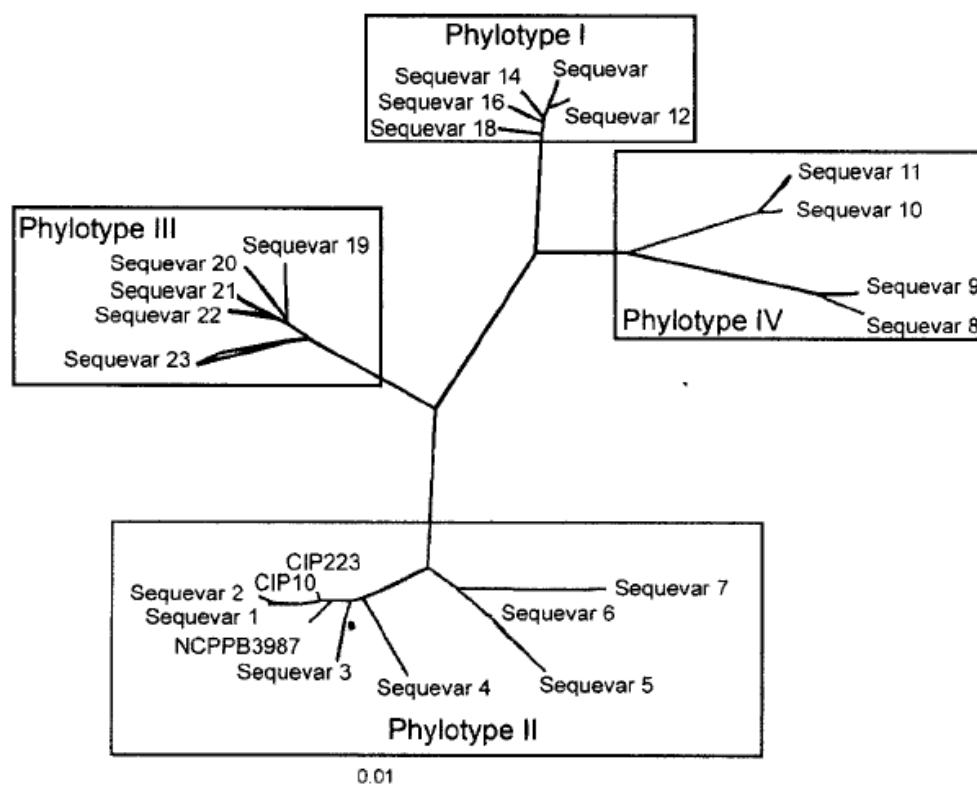 Phylotype I
Sequevar 14
Sequevar
Sequevar 16
Sequevar 12
Sequevar 18
Sequevar 11
Sequevar 10
Sequevar 9
Sequevar 8
Phylotype IV
Phylotype III
Sequevar 19
Sequevar 20
Sequevar 21
Sequevar 22
Sequevar 23
CIP223
CIP10
Sequevar 2
Sequevar 1
NCPPB3987
Sequevar 3
Sequevar 4
Sequevar 7
Sequevar 6
Sequevar 5
Phylotype II
0.01